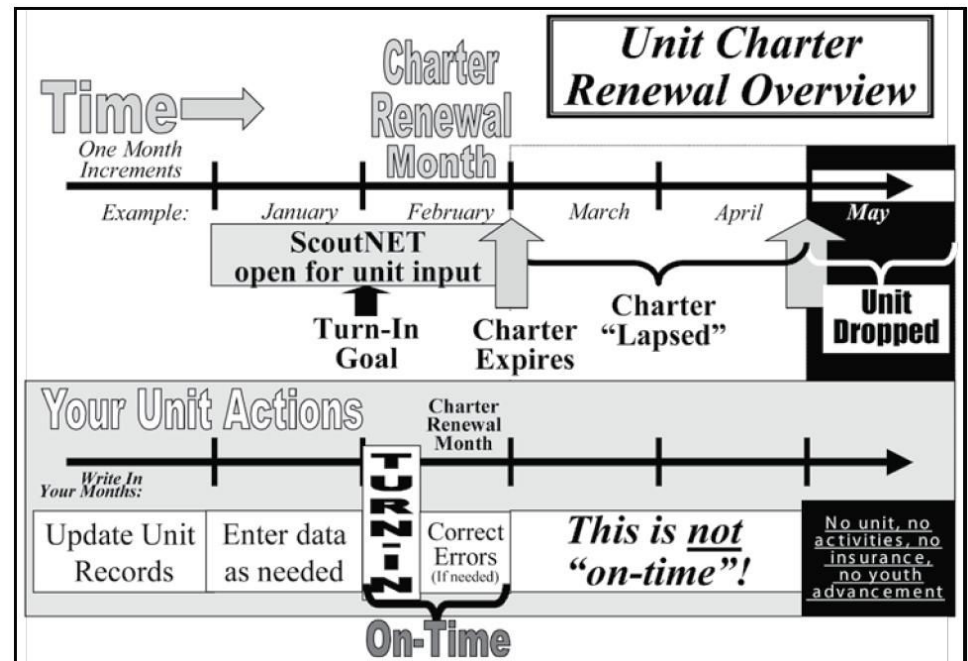 Unit Charter
Renewal Overview
Time
Charter
Renewal
Month
One Month
Increments
Example:
January
February
March
April
May
ScoutNET
open for unit input
Turn-In
Goal
Charter
Expires
Charter
“Lapsed”
Unit
Dropped
Your Unit Actions
Charter
Renewal
Month
Write In
Your Months:
Update Unit
Records
Enter data
as needed
TURN-IN
Correct
Errors
(If needed)
This is not
“on-time”!
No unit, no
activities, no
insurance,
no youth
advancement
On-Time